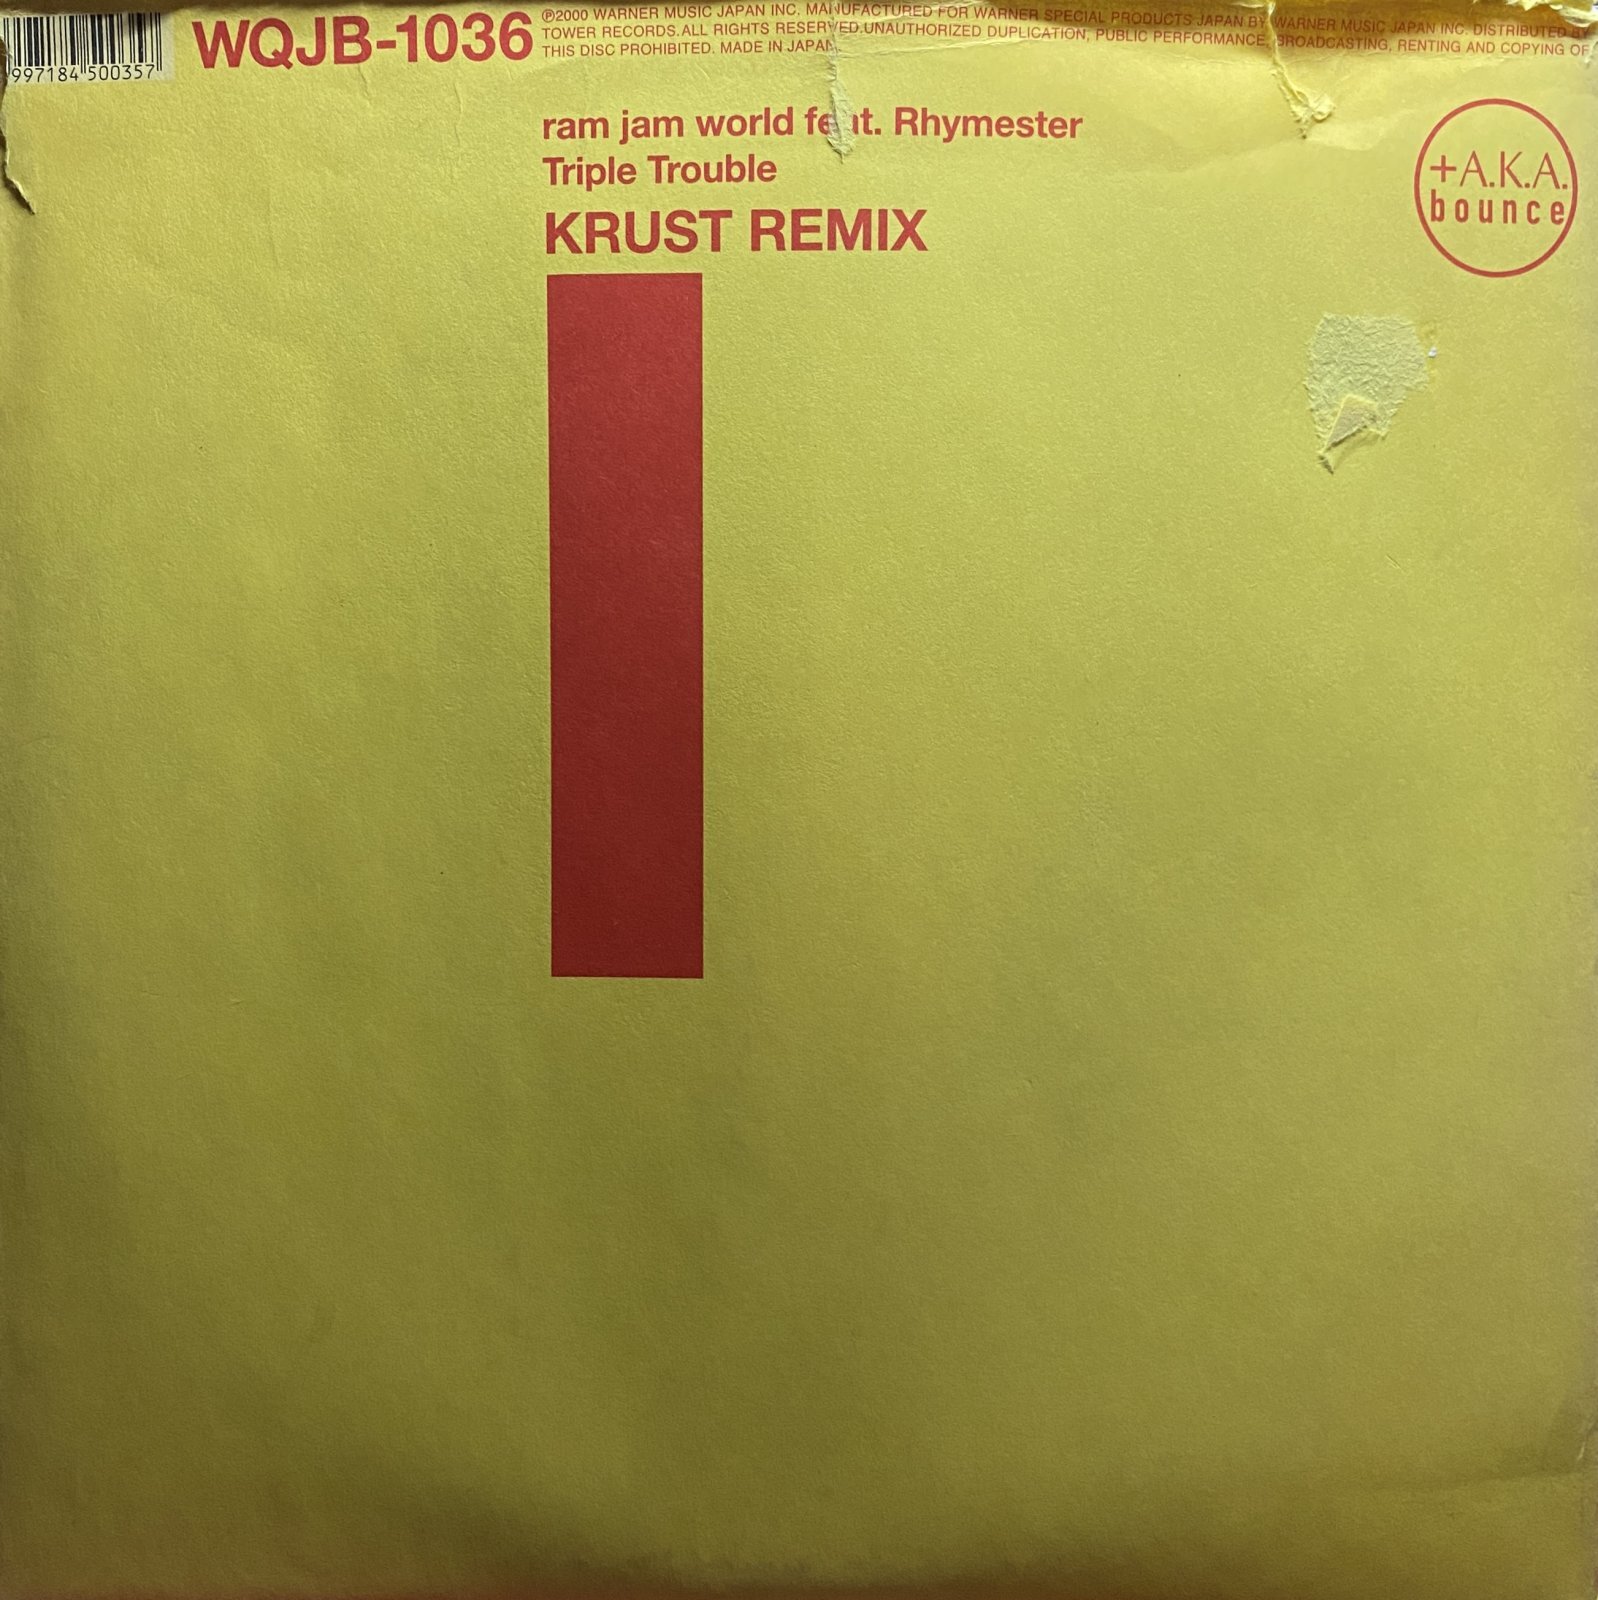 997184 500357
WQJB-1036
℗2000 WARNER MUSIC JAPAN INC. MANUFACTURED FOR WARNER SPECIAL PRODUCTS JAPAN BY WARNER MUSIC JAPAN INC. DISTRIBUTED BY
TOWER RECORDS.ALL RIGHTS RESERVED.UNAUTHORIZED DUPLICATION, PUBLIC PERFORMANCE, BROADCASTING, RENTING AND COPYING OF
THIS DISC PROHIBITED. MADE IN JAPAN.
ram jam world feat. Rhymester
Triple Trouble
KRUST REMIX
+A.K.A.
bounce